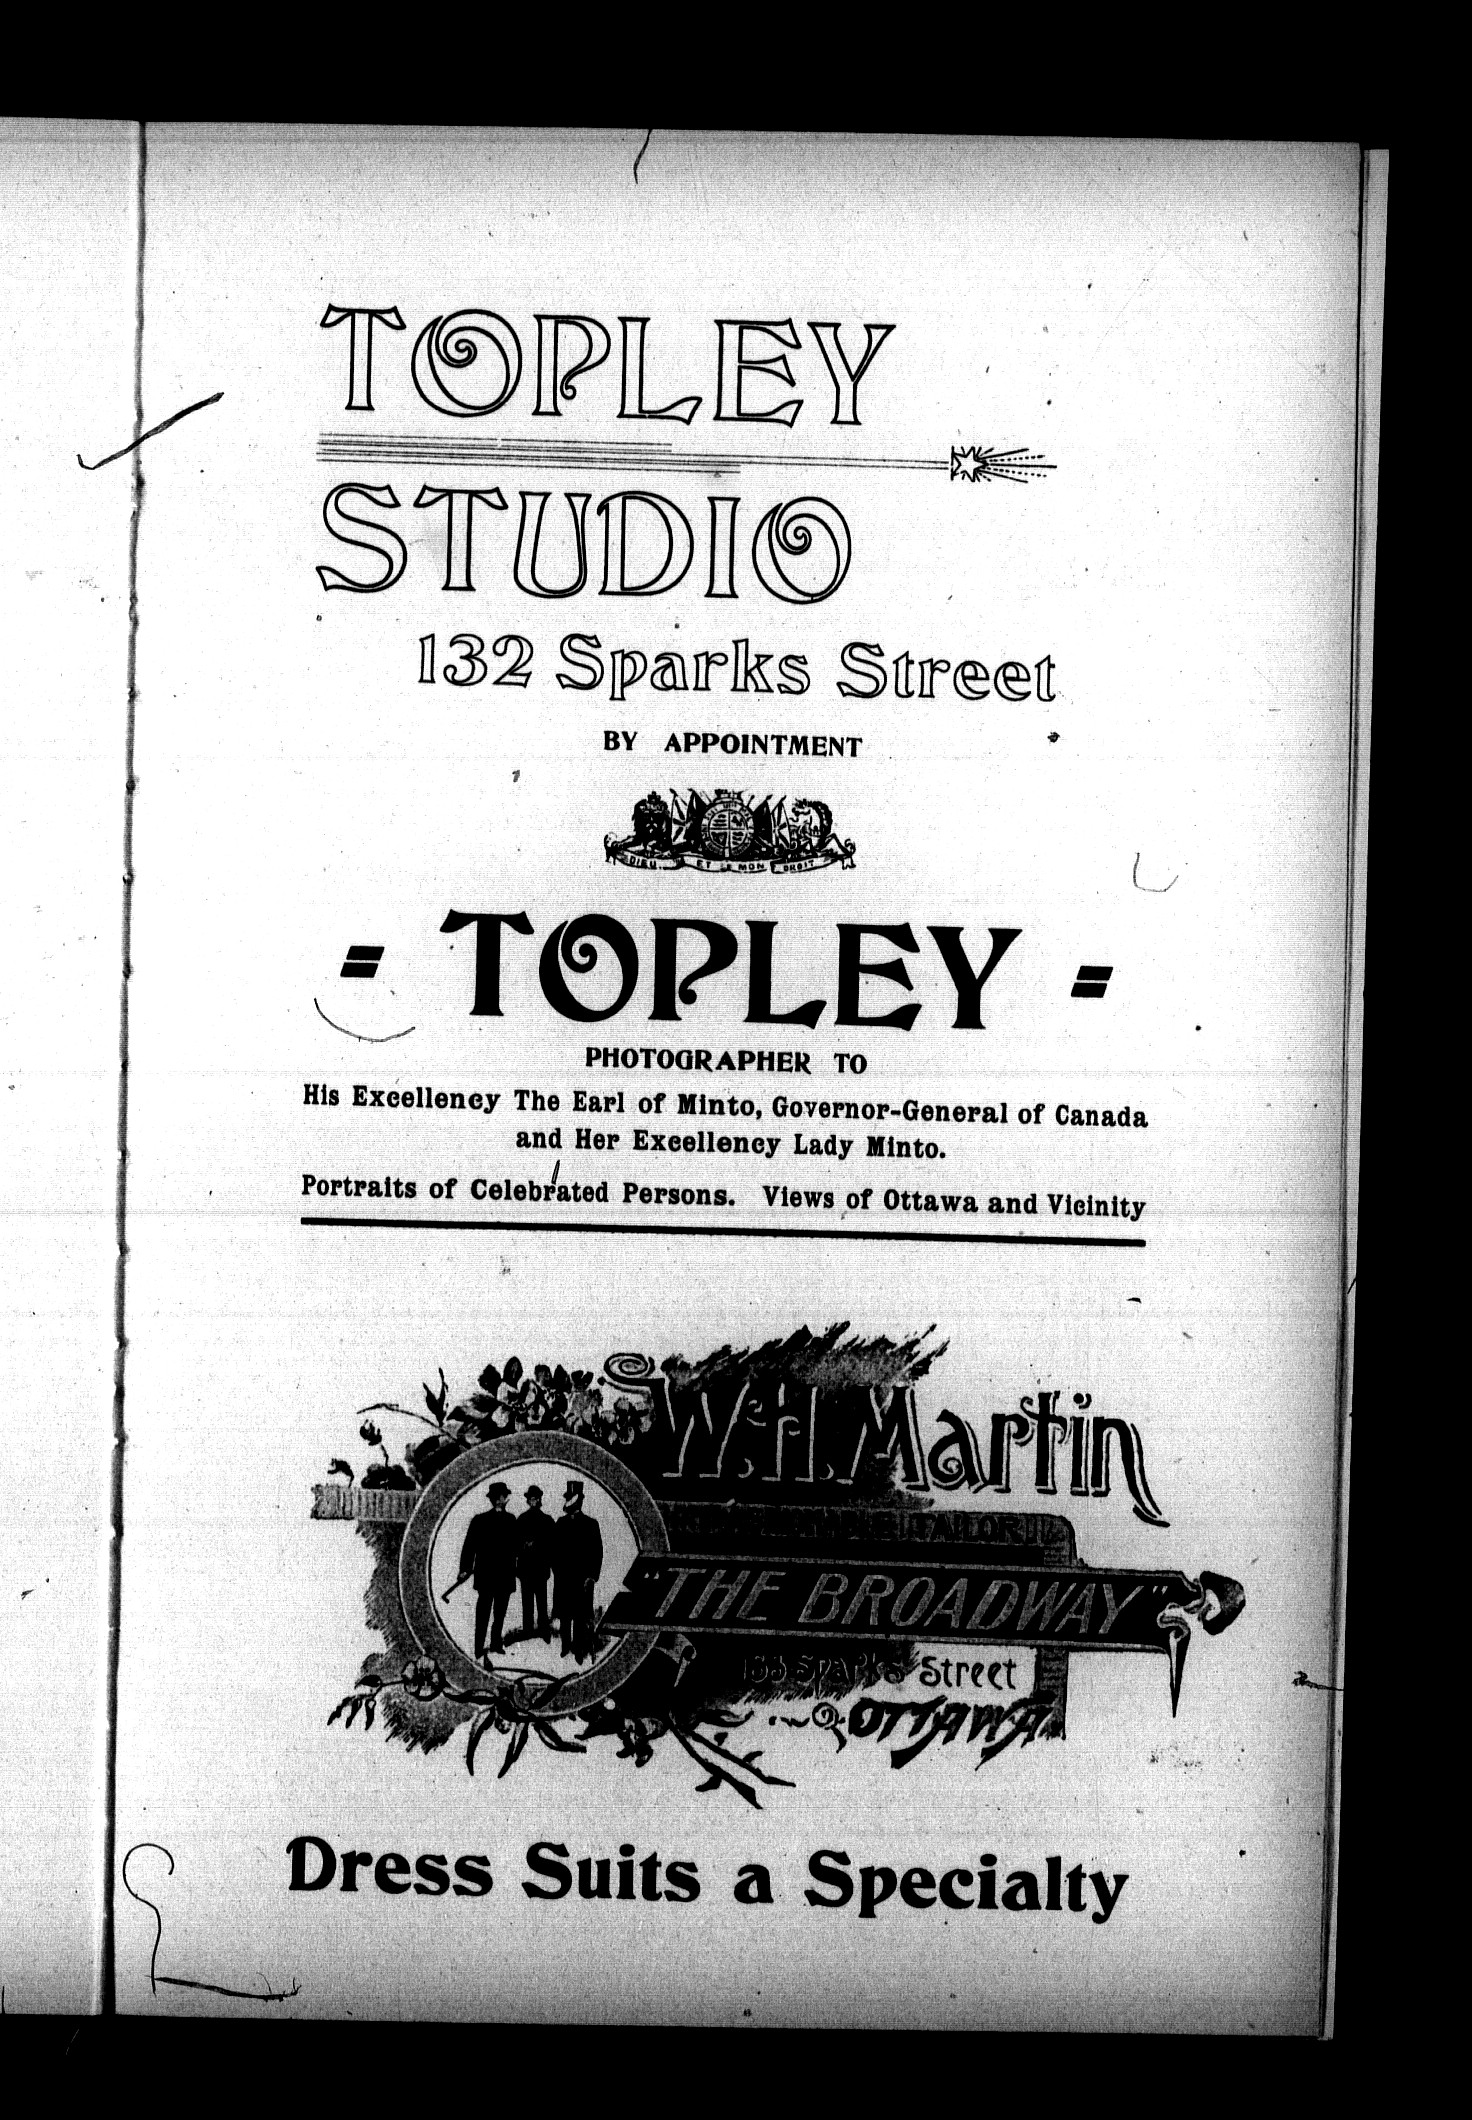 TOPLEY
STUDIO
132 Sparks Street
BY APPOINTMENT
DIEU ET MON DROIT
= TOPLEY =
PHOTOGRAPHER TO
His Excellency The Earl of Minto, Governor-General of Canada
and Her Excellency Lady Minto.
Portraits of Celebrated Persons. Views of Ottawa and Vicinity
W.H. Martin
TAILOR
"THE BROADWAY"
Sparks Street
OTTAWA
Dress Suits a Specialty